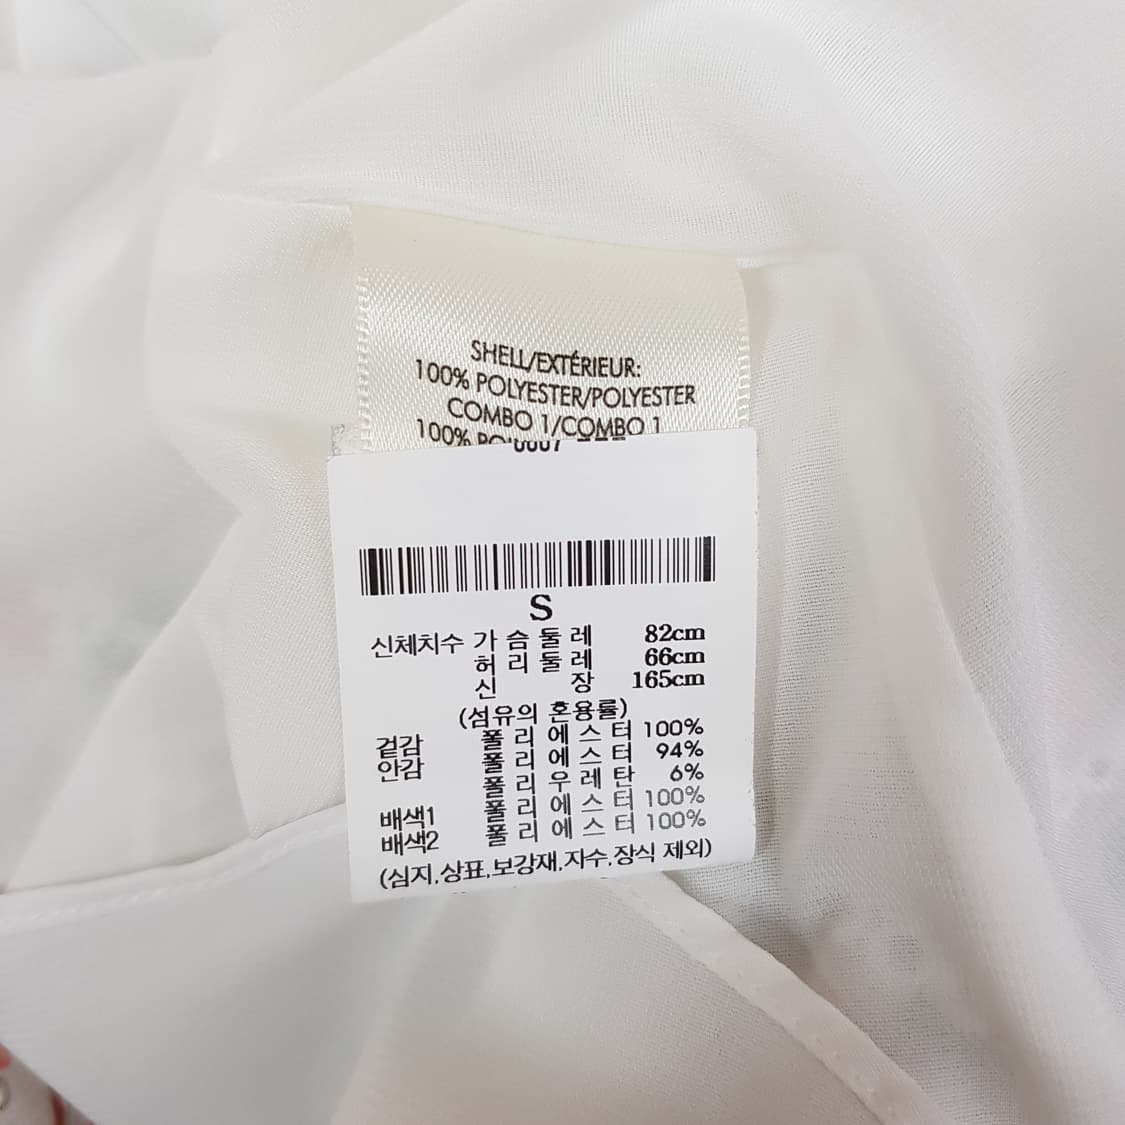 SHELL/EXTÉRIEUR:
100% POLYESTER/POLYESTER
COMBO 1/COMBO 1
100%
S
신체치수 가슴둘레 82cm
허리둘레 66cm
신장 165cm
(섬유의 혼용률)
겉감 폴리에스터 100%
안감 폴리에스터 94%
폴리우레탄 6%
배색1 폴리에스터 100%
배색2 폴리에스터 100%
(심지,상표,보강재,자수,장식 제외)